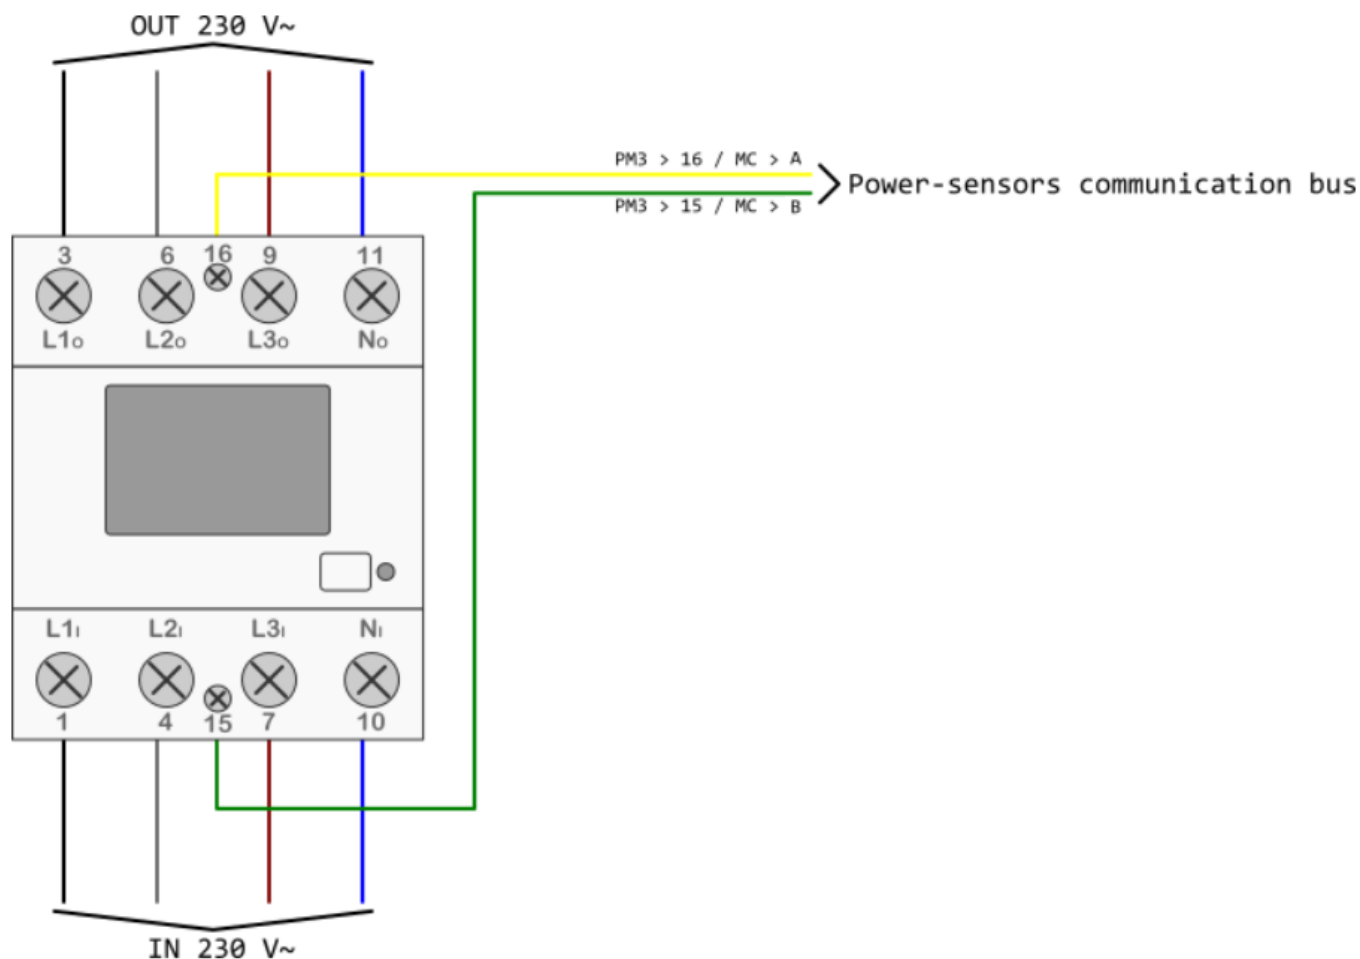 OUT 230 V~
PM3 > 16 / MC > A
Power-sensors communication bus
PM3 > 15 / MC > B
3 6 16 9 11
L1o L2o L3o No
L1I L2I L3I NI
1 4 15 7 10
IN 230 V~